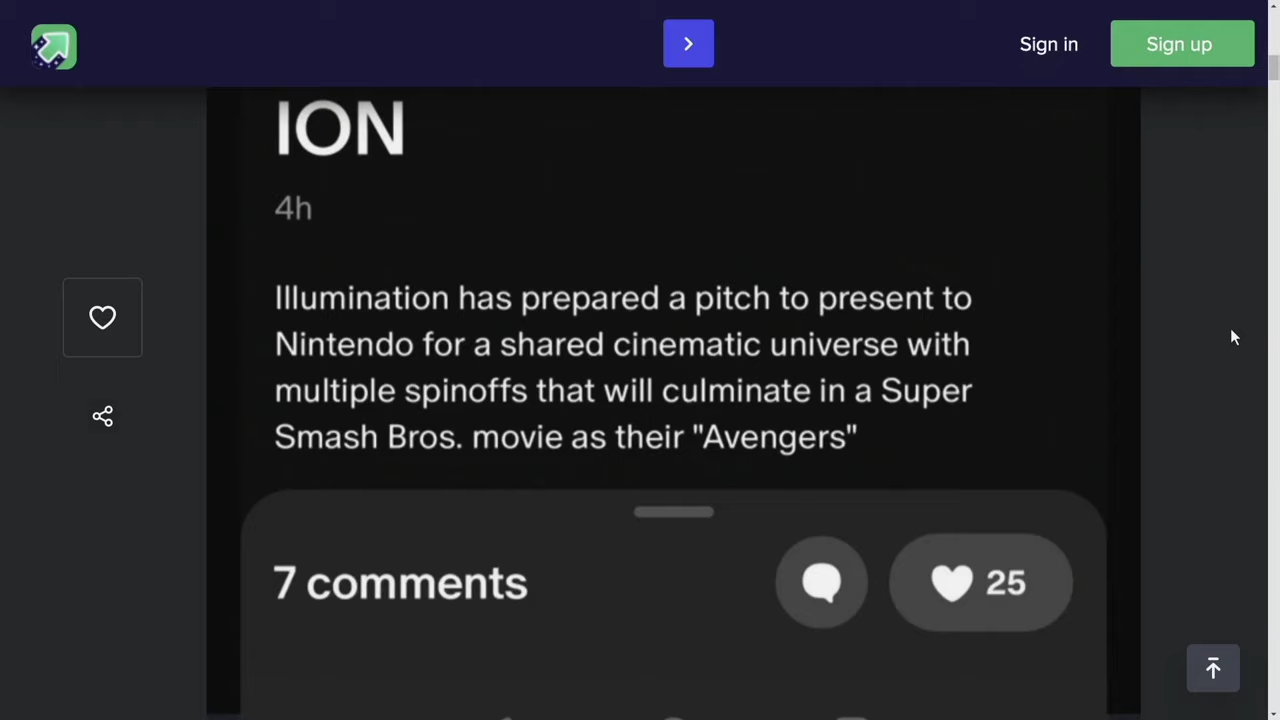 Sign in
Sign up
ION
4h
Illumination has prepared a pitch to present to
Nintendo for a shared cinematic universe with
multiple spinoffs that will culminate in a Super
Smash Bros. movie as their "Avengers"
7 comments
25